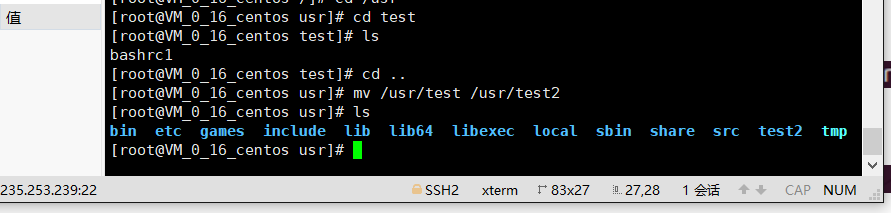 [root@VM_0_16_centos /]# cd /usr
值
[root@VM_0_16_centos usr]# cd test
[root@VM_0_16_centos test]# ls
bashrc1
[root@VM_0_16_centos test]# cd ..
[root@VM_0_16_centos usr]# mv /usr/test /usr/test2
[root@VM_0_16_centos usr]# ls
bin etc games include lib lib64 libexec local sbin share src test2 tmp
[root@VM_0_16_centos usr]#
235.253.239:22 SSH2 xterm 83x27 27,28 1 会话 CAP NUM